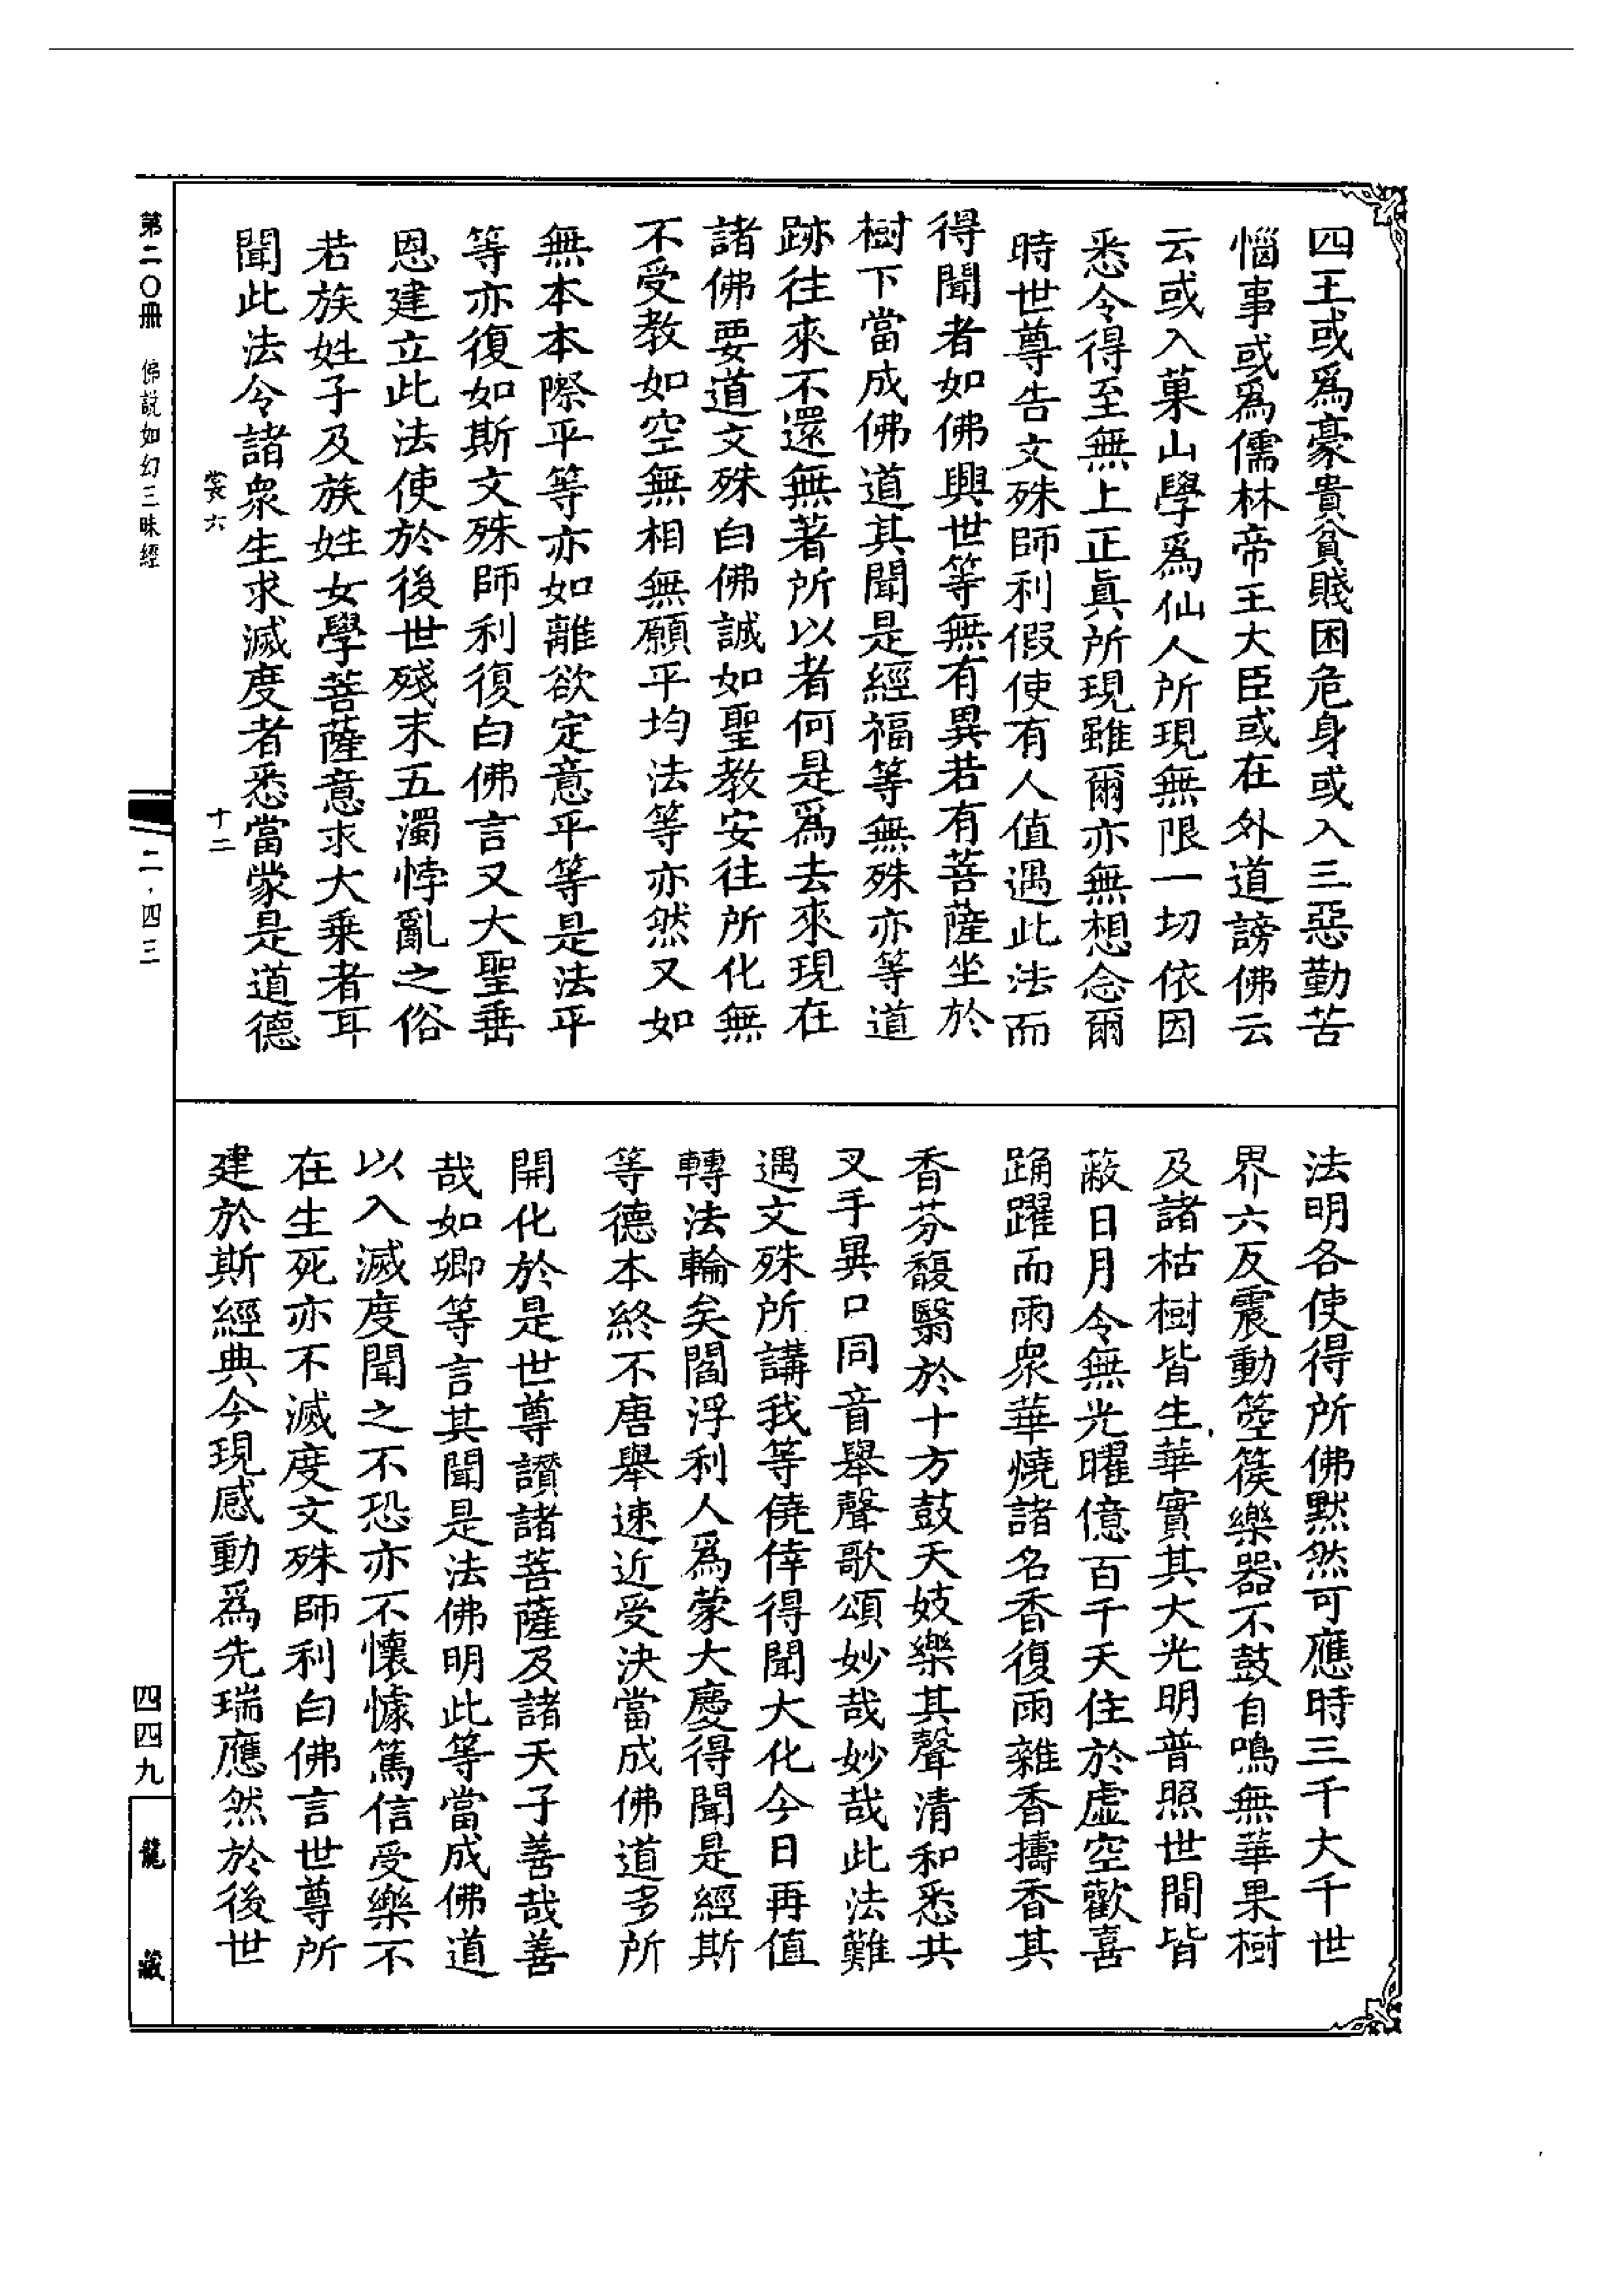 四王或爲豪貴貧賤困危身或入三惡勤苦
惱事或爲儒林帝王大臣或在外道謗佛云
云或入菓山學爲仙人所現無限一切依因
悉令得至無上正眞所現雖爾亦無想念爾
時世尊告文殊師利假使有人値遇此法而
得聞者如佛興世等無有異若有菩薩坐於
樹下當成佛道其聞是經福等無殊亦等道
跡往來不還無著所以者何是爲去來現在
諸佛要道文殊白佛誠如聖教安往所化無
不受教如空無相無願平均法等亦然又如
無本本際平等亦如離欲定意平等是法平
等亦復如斯文殊師利復白佛言又大聖垂
恩建立此法使於後世殘末五濁悖亂之俗
若族姓子及族姓女學菩薩意求大乗者耳
聞此法令諸衆生求滅度者悉當蒙是道德
裳六 十二
法明各使得所佛默然可應時三千大千世
界六反震動箜篌樂器不鼓自鳴無華果樹
及諸枯樹皆生華實其大光明普照世間皆
蔽日月令無光曜億百千天住於虛空歡喜
踊躍而雨衆華燒諸名香復雨雜香擣香其
香芬馥翳於十方鼓天妓樂其聲清和悉共
叉手異口同音舉聲歌頌妙哉妙哉此法難
遇文殊所講我等僥倖得聞大化今日再值
轉法輪矣閻浮利人爲蒙大慶得聞是經斯
等德本終不唐舉速近受決當成佛道多所
開化於是世尊讚諸菩薩及諸天子善哉善
哉如卿等言其聞是法佛明此等當成佛道
以入滅度聞之不恐亦不懷懅篤信受樂不
在生死亦不滅度文殊師利白佛言世尊所
建於斯經典今現感動爲先瑞應然於後世
第二〇冊 佛說如幻三昧經
二·四三
四四九
龍藏